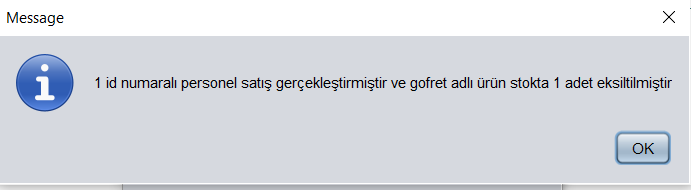 Message
1 id numaralı personel satış gerçekleştirmiştir ve gofret adlı ürün stokta 1 adet eksiltilmiştir
OK